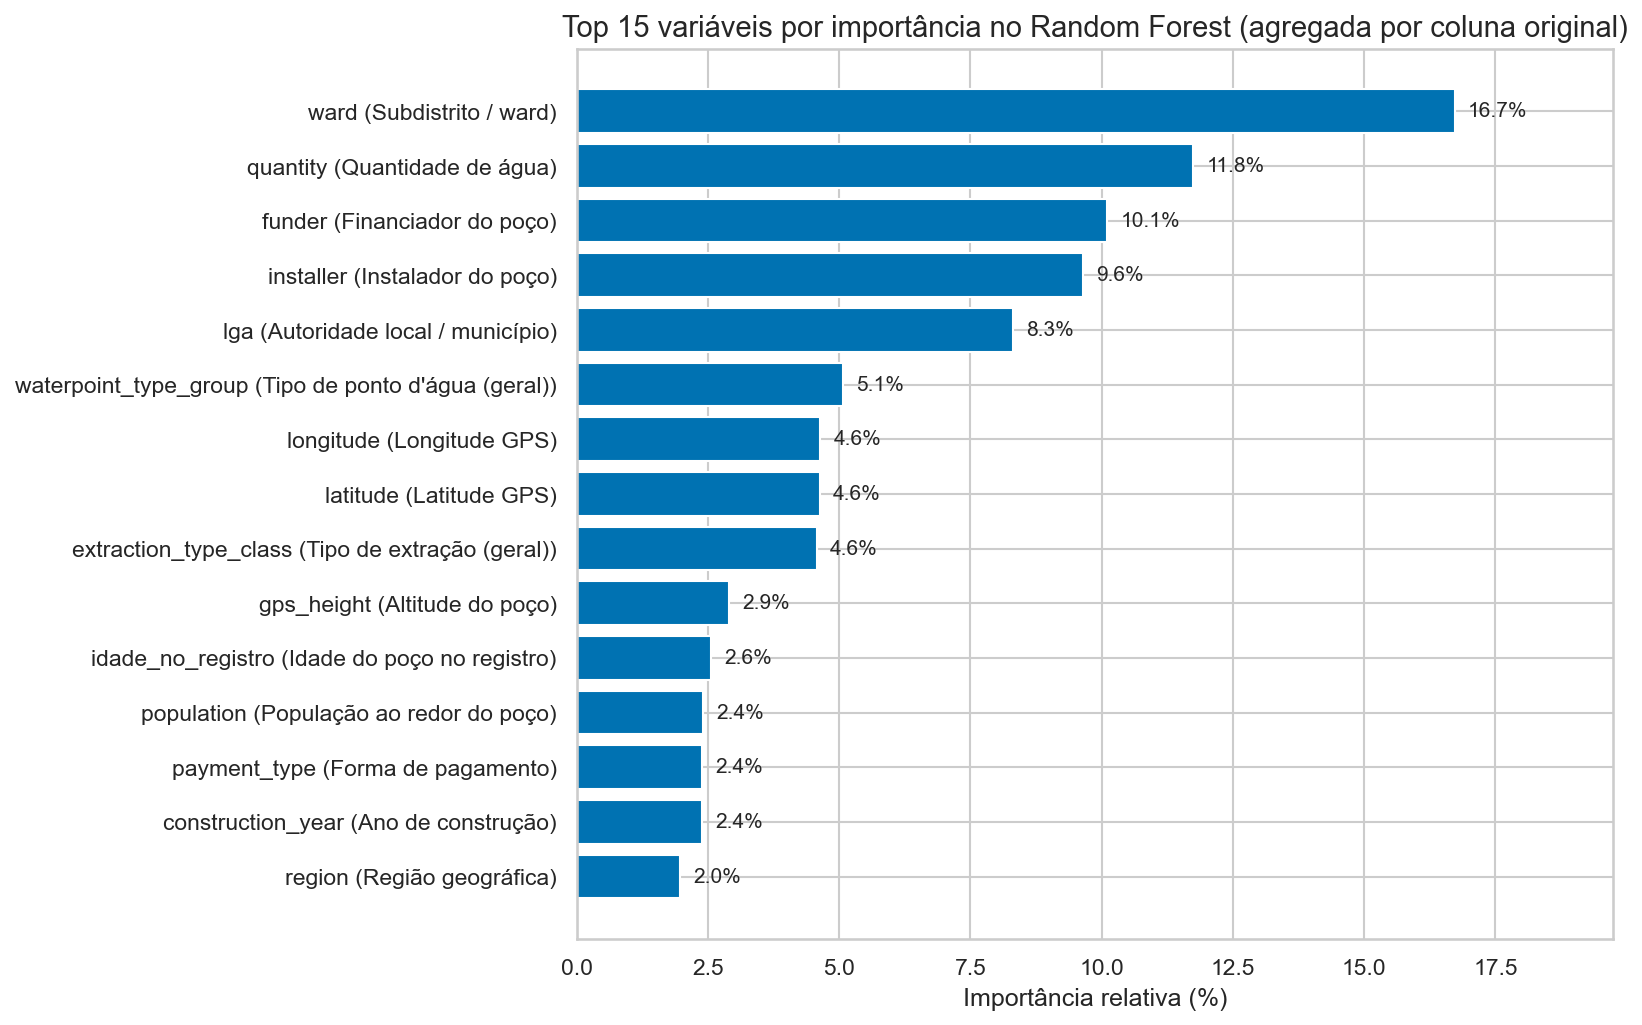 Top 15 variáveis por importância no Random Forest (agregada por coluna original)
ward (Subdistrito / ward) 16.7%
quantity (Quantidade de água) 11.8%
funder (Financiador do poço) 10.1%
installer (Instalador do poço) 9.6%
lga (Autoridade local / município) 8.3%
waterpoint_type_group (Tipo de ponto d'água (geral)) 5.1%
longitude (Longitude GPS) 4.6%
latitude (Latitude GPS) 4.6%
extraction_type_class (Tipo de extração (geral)) 4.6%
gps_height (Altitude do poço) 2.9%
idade_no_registro (Idade do poço no registro) 2.6%
population (População ao redor do poço) 2.4%
payment_type (Forma de pagamento) 2.4%
construction_year (Ano de construção) 2.4%
region (Região geográfica) 2.0%
0.0 2.5 5.0 7.5 10.0 12.5 15.0 17.5
Importância relativa (%)